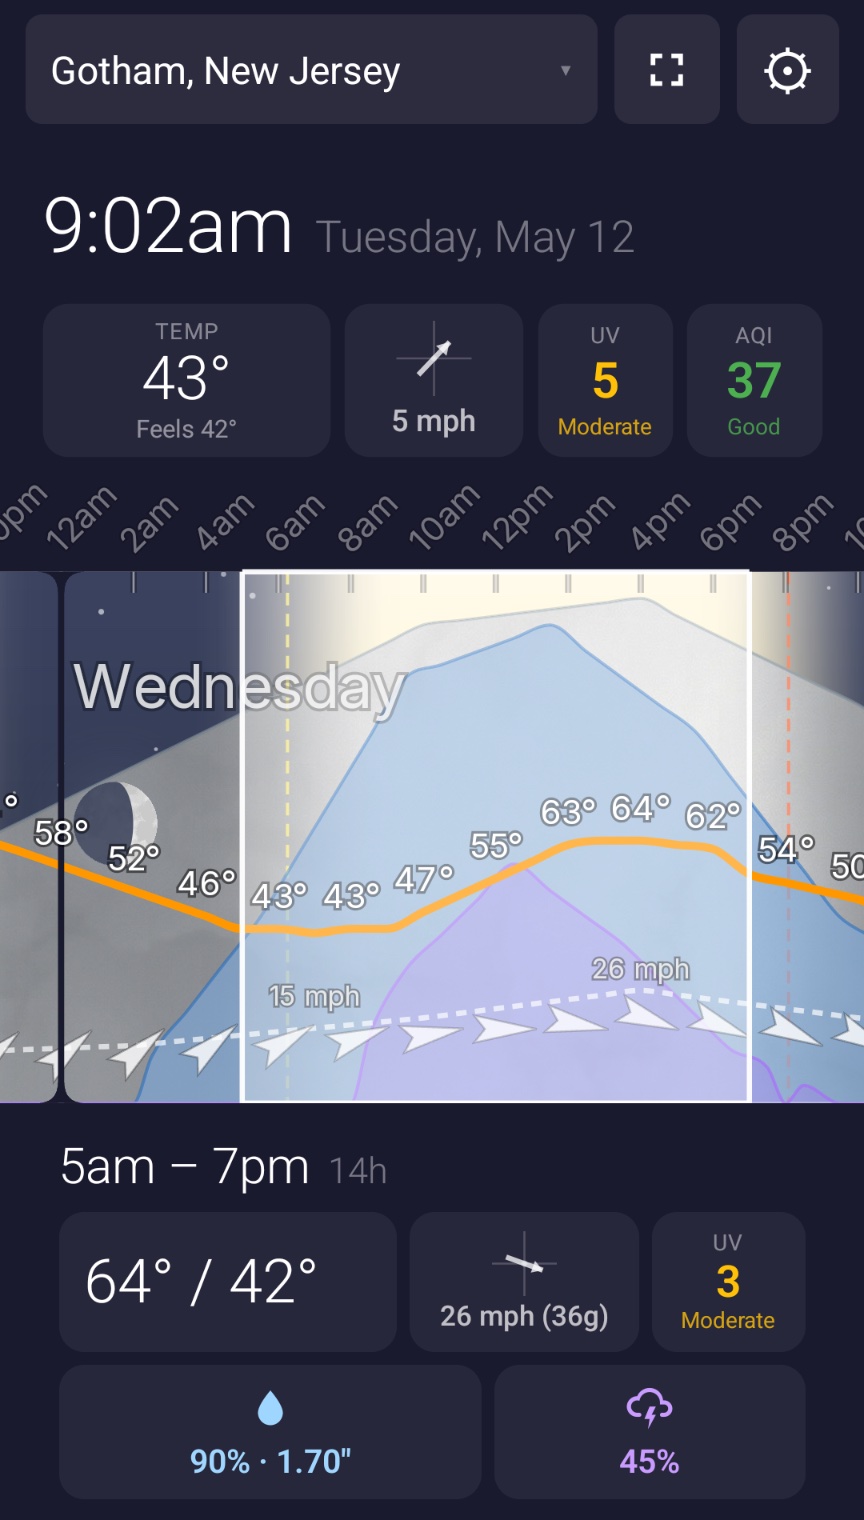 Gotham, New Jersey
9:02am Tuesday, May 12
TEMP
43°
Feels 42°
5 mph
UV
5
Moderate
AQI
37
Good
12am 2am 4am 6am 8am 10am 12pm 2pm 4pm 6pm 8pm
Wednesday
58° 52° 46° 43° 43° 47° 55° 63° 64° 62° 54° 50
15 mph 26 mph
5am – 7pm 14h
64° / 42°
26 mph (36g)
UV
3
Moderate
90% · 1.70"
45%